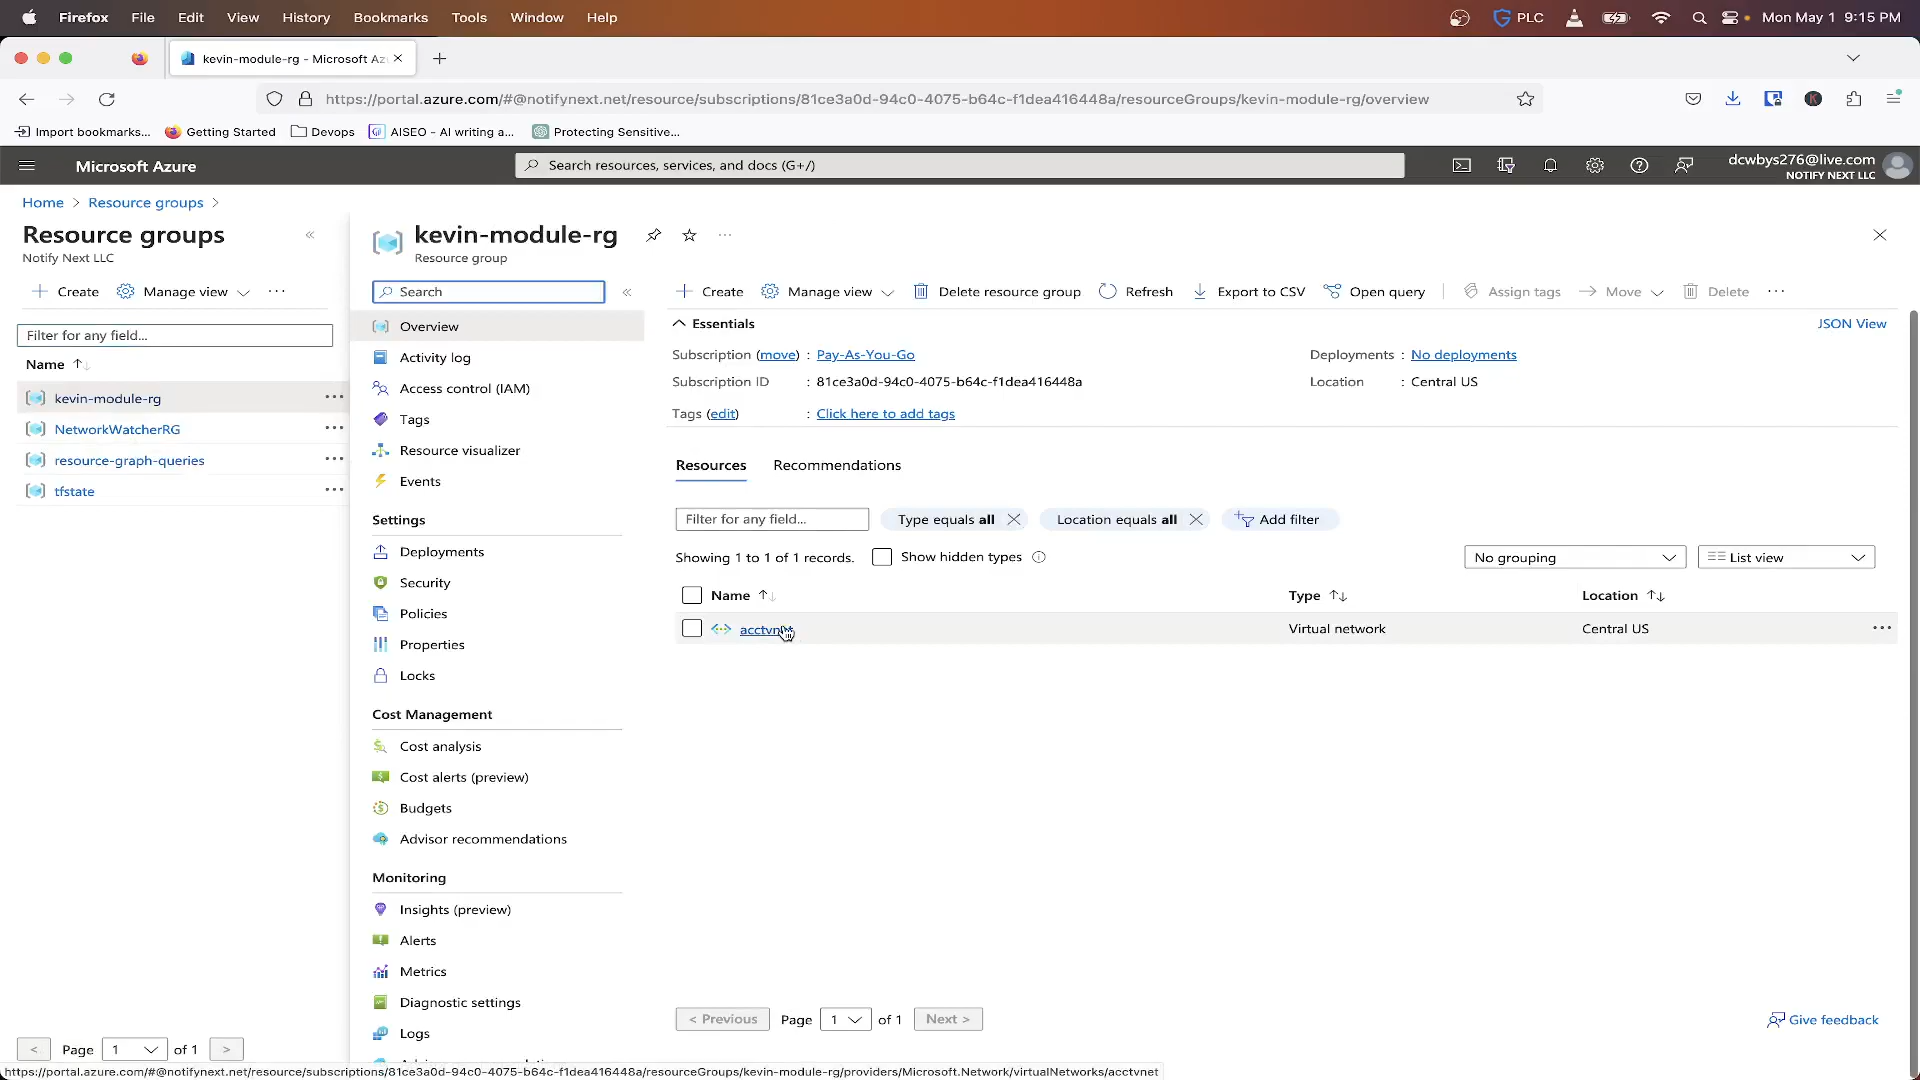 Firefox File Edit View History Bookmarks Tools Window Help PLC Mon May 1 9:15 PM
kevin-module-rg - Microsoft Az
https://portal.azure.com/#@notifynext.net/resource/subscriptions/81ce3a0d-94c0-4075-b64c-f1dea416448a/resourceGroups/kevin-module-rg/overview
Import bookmarks... Getting Started Devops AISEO - AI writing a... Protecting Sensitive...
Microsoft Azure Search resources, services, and docs (G+/) dcwbys276@live.com
NOTIFY NEXT LLC
Home > Resource groups >
Resource groups
Notify Next LLC
Create Manage view ...
Filter for any field...
Name
kevin-module-rg ...
NetworkWatcherRG ...
resource-graph-queries ...
tfstate ...
< Page 1 of 1 >
kevin-module-rg ...
Resource group
Search
Overview
Activity log
Access control (IAM)
Tags
Resource visualizer
Events
Settings
Deployments
Security
Policies
Properties
Locks
Cost Management
Cost analysis
Cost alerts (preview)
Budgets
Advisor recommendations
Monitoring
Insights (preview)
Alerts
Metrics
Diagnostic settings
Logs
Create Manage view Delete resource group Refresh Export to CSV Open query Assign tags Move Delete ...
Essentials JSON View
Subscription (move) : Pay-As-You-Go Deployments : No deployments
Subscription ID : 81ce3a0d-94c0-4075-b64c-f1dea416448a Location : Central US
Tags (edit) : Click here to add tags
Resources Recommendations
Filter for any field... Type equals all Location equals all Add filter
Showing 1 to 1 of 1 records. Show hidden types No grouping List view
Name Type Location
acctvnet Virtual network Central US ...
< Previous Page 1 of 1 Next > Give feedback
https://portal.azure.com/#@notifynext.net/resource/subscriptions/81ce3a0d-94c0-4075-b64c-f1dea416448a/resourceGroups/kevin-module-rg/providers/Microsoft.Network/virtualNetworks/acctvnet